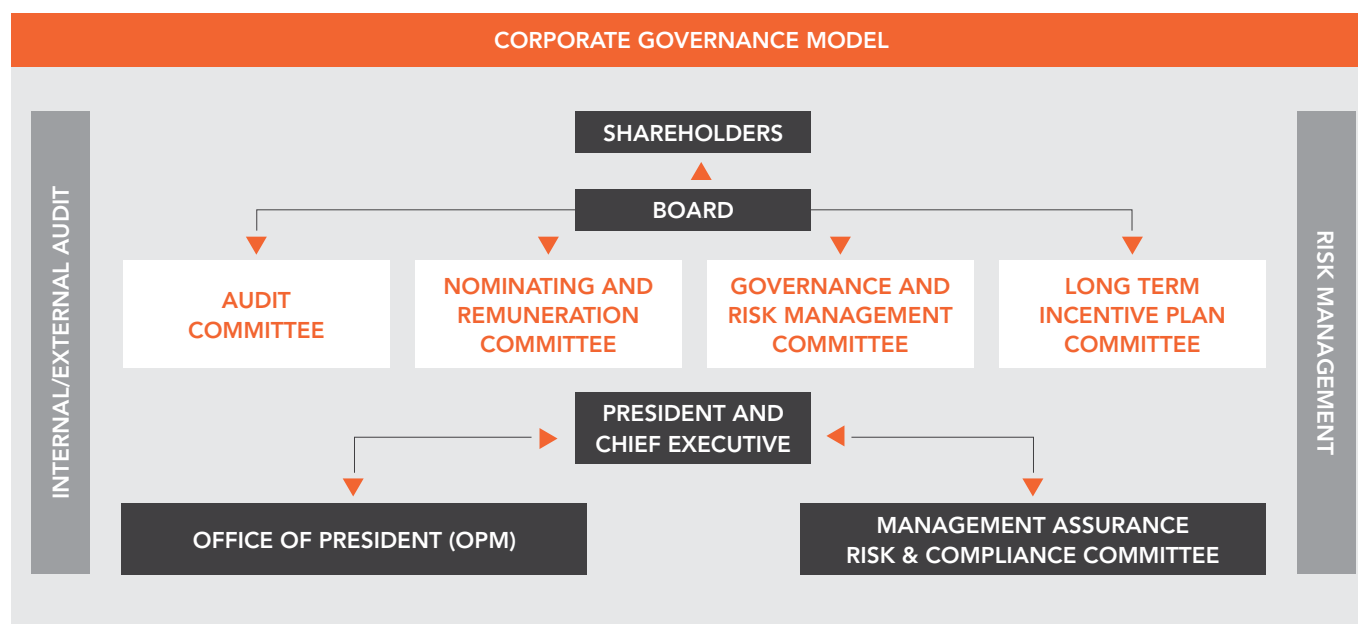 CORPORATE GOVERNANCE MODEL
INTERNAL/EXTERNAL AUDIT
SHAREHOLDERS
BOARD
AUDIT
COMMITTEE
NOMINATING AND
REMUNERATION
COMMITTEE
GOVERNANCE AND
RISK MANAGEMENT
COMMITTEE
LONG TERM
INCENTIVE PLAN
COMMITTEE
PRESIDENT AND
CHIEF EXECUTIVE
OFFICE OF PRESIDENT (OPM)
MANAGEMENT ASSURANCE
RISK & COMPLIANCE COMMITTEE
RISK MANAGEMENT